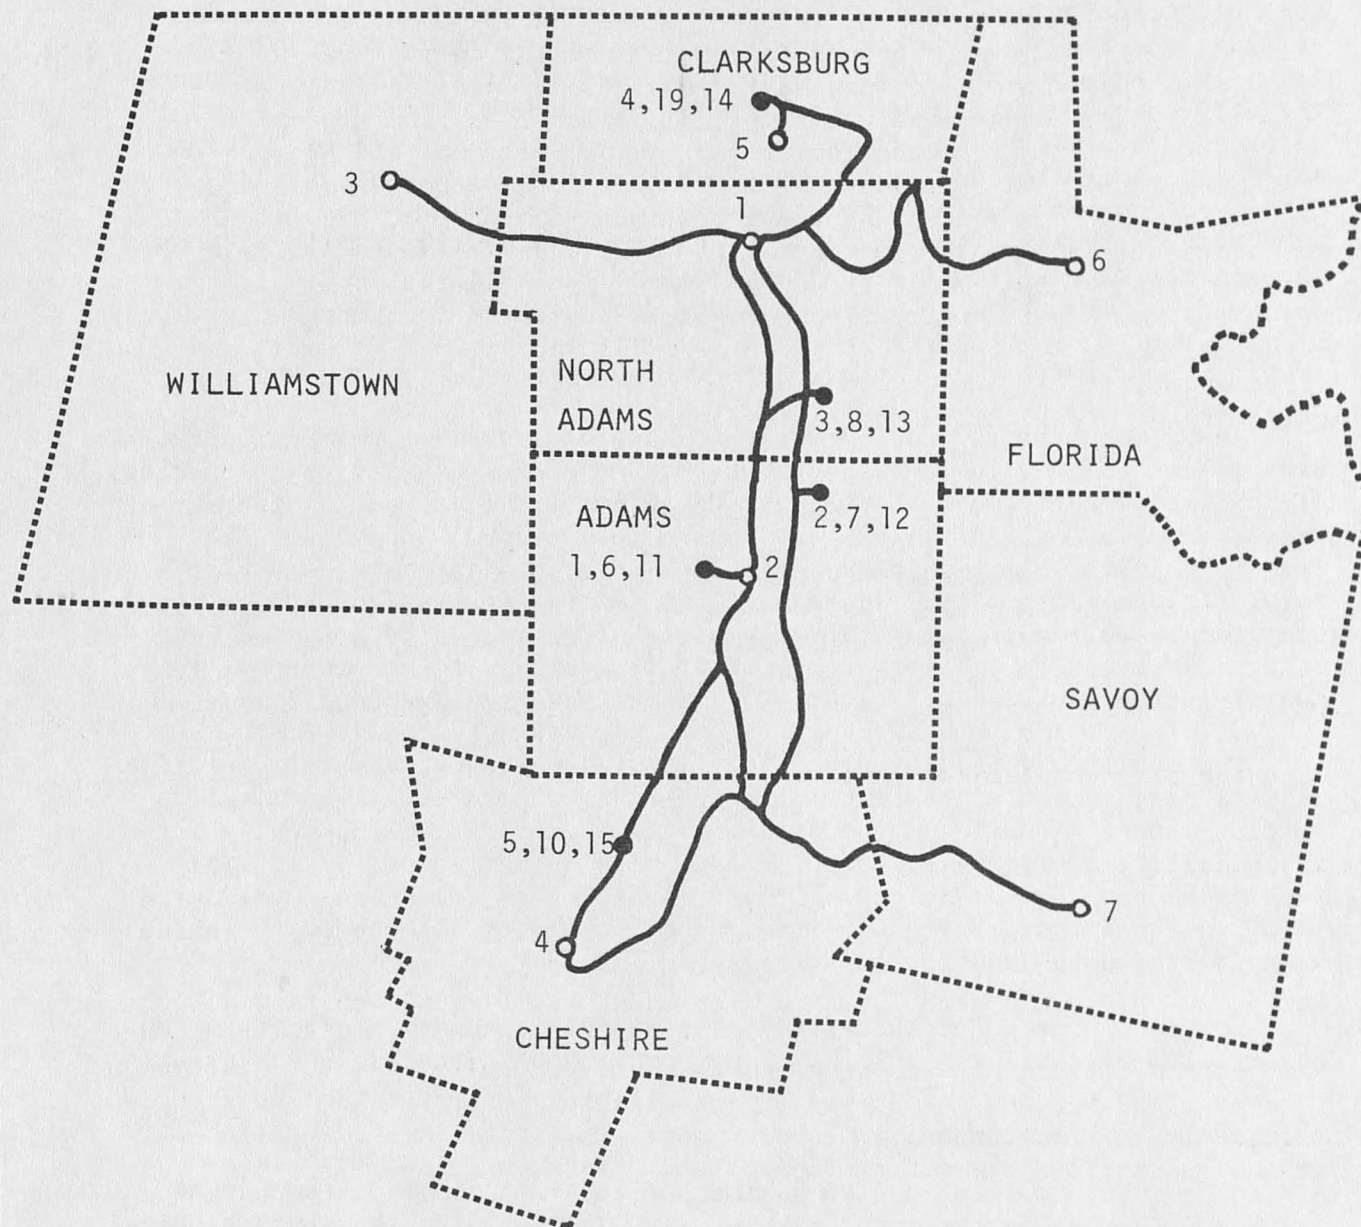 CLARKSBURG
4,19,14
5
3
1
6
WILLIAMSTOWN
NORTH
ADAMS
3,8,13
FLORIDA
ADAMS
2,7,12
1,6,11
2
SAVOY
5,10,15
7
4
CHESHIRE